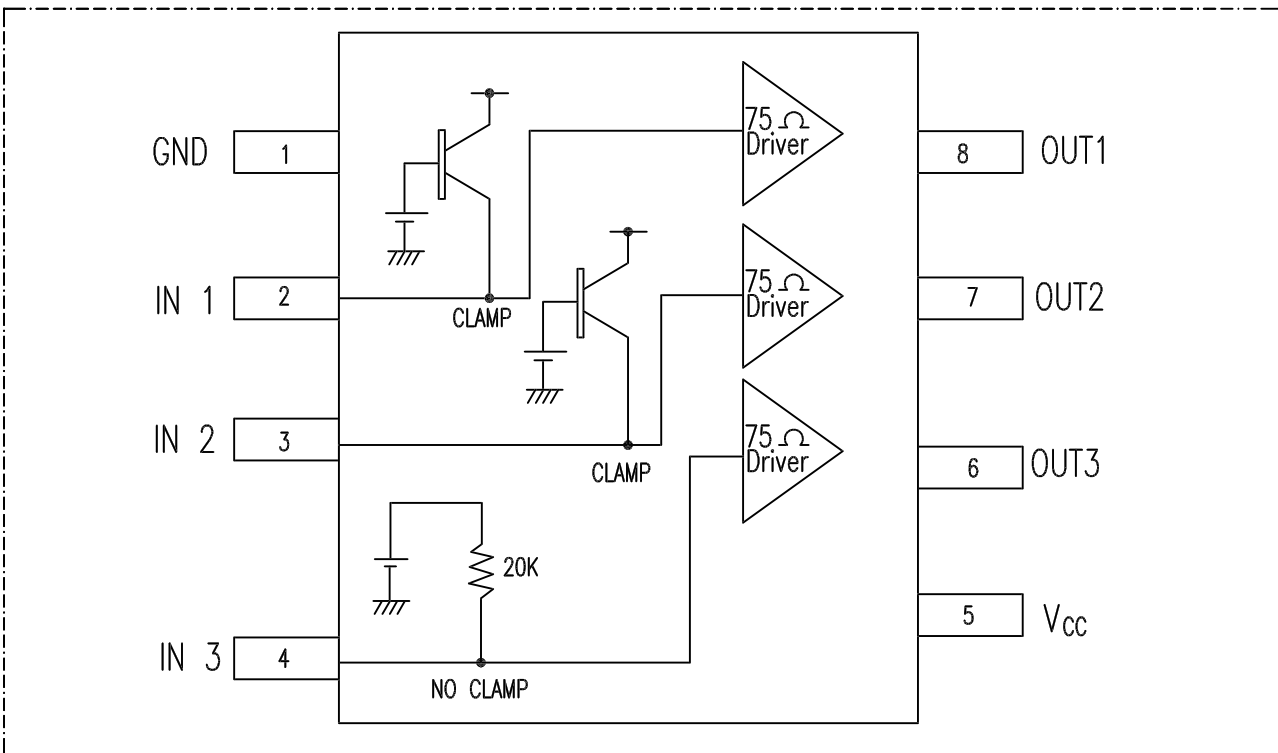 75 Ω
Driver
GND
1
8
OUT1
IN 1
2
CLAMP
75 Ω
Driver
7
OUT2
IN 2
3
CLAMP
75 Ω
Driver
6
OUT3
20K
5
VCC
IN 3
4
NO CLAMP